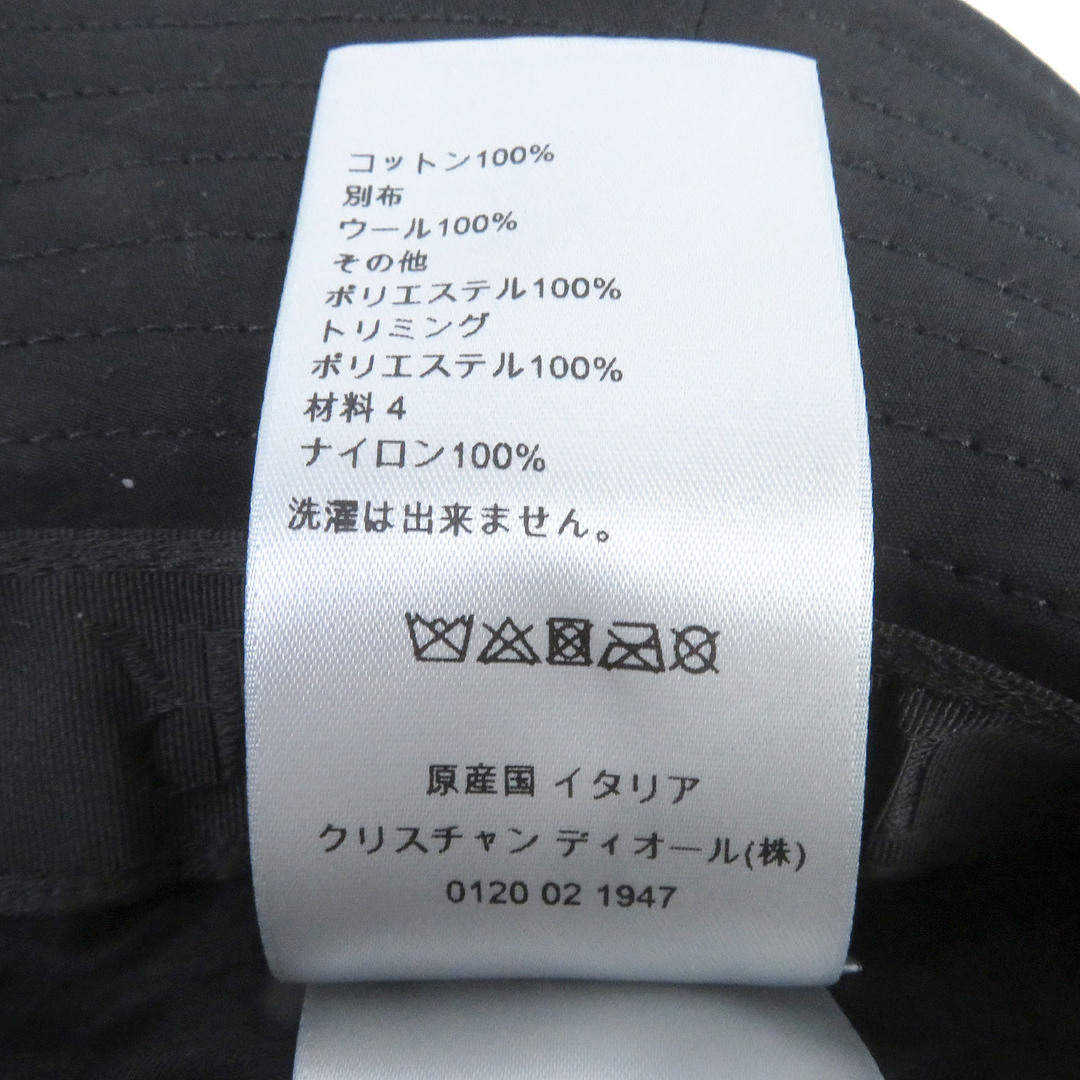 コットン100%
別布
ウール100%
その他
ポリエステル100%
トリミング
ポリエステル100%
材料 4
ナイロン100%
洗濯は出来ません。
原産国 イタリア
クリスチャン ディオール(株)
0120 02 1947